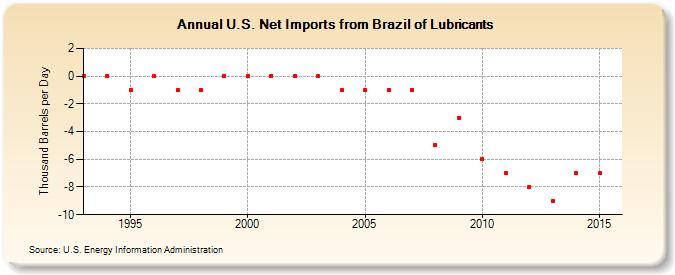 Annual U.S. Net Imports from Brazil of Lubricants
Thousand Barrels per Day
2
0
-2
-4
-6
-8
-10
1995 2000 2005 2010 2015
Source: U.S. Energy Information Administration